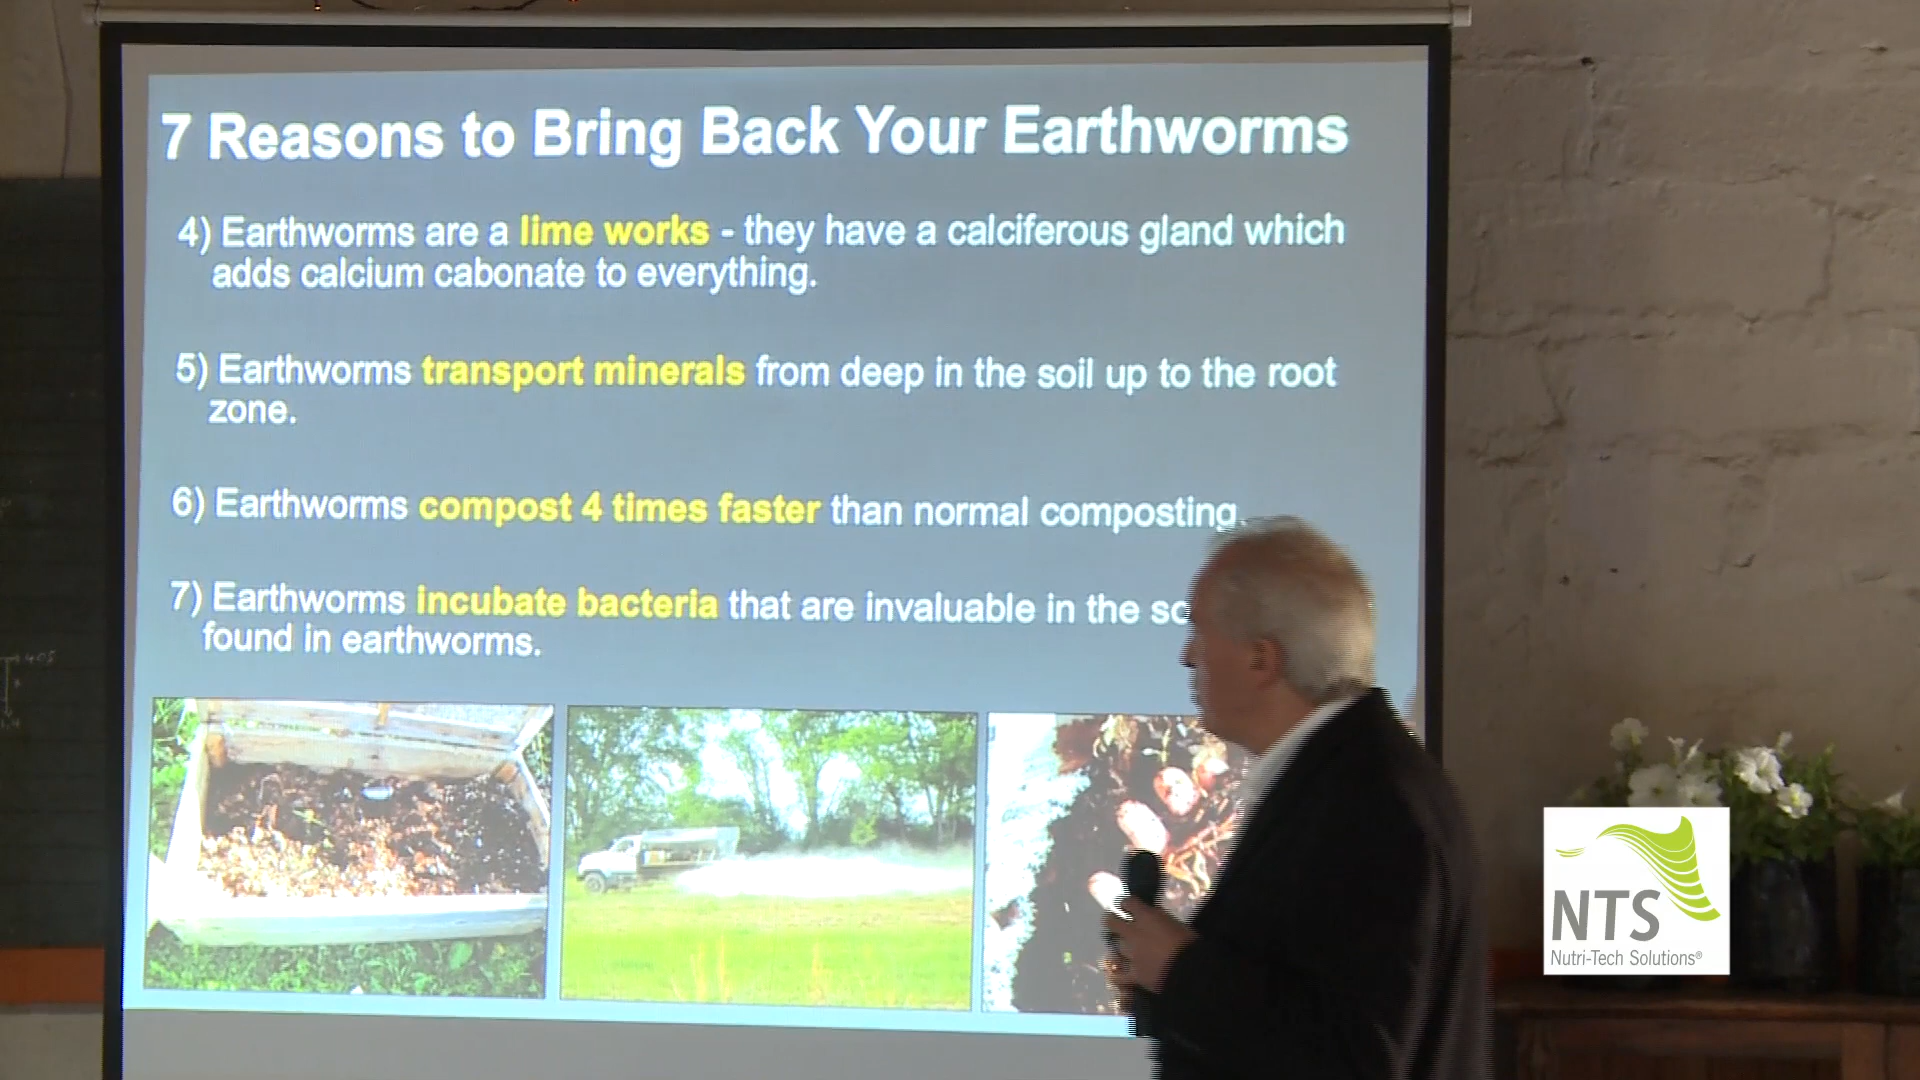 7 Reasons to Bring Back Your Earthworms
4) Earthworms are a lime works - they have a calciferous gland which
adds calcium cabonate to everything.
5) Earthworms transport minerals from deep in the soil up to the root
zone.
6) Earthworms compost 4 times faster than normal composting.
7) Earthworms incubate bacteria that are invaluable in the
found in earthworms.
405
NTS
Nutri-Tech Solutions®